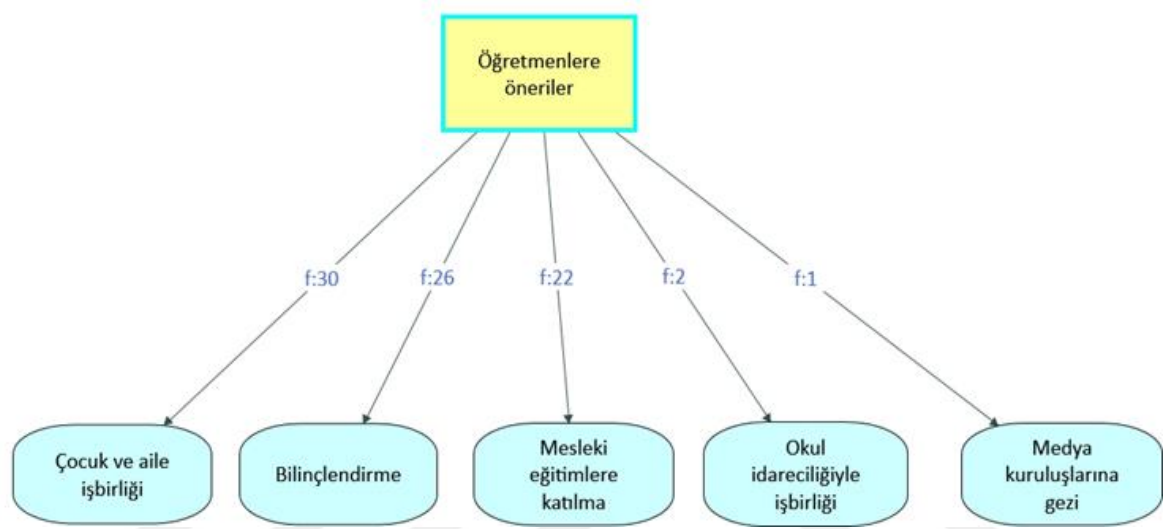 Öğretmenlere
öneriler
f:30
f:26
f:22
f:2
f:1
Çocuk ve aile
işbirliği
Bilinçlendirme
Mesleki
eğitimlere
katılma
Okul
idareciliğiyle
işbirliği
Medya
kuruluşlarına
gezi